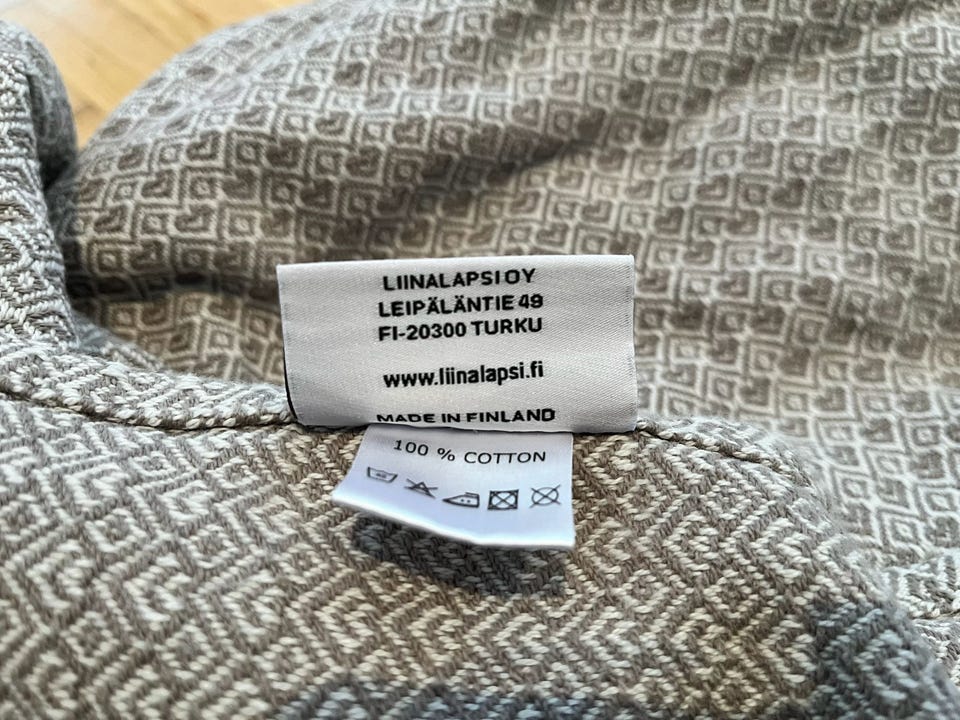 LIINALAPSI OY
LEIPÄLÄNTIE 49
FI-20300 TURKU
www.liinalapsi.fi
MADE IN FINLAND
100 % COTTON